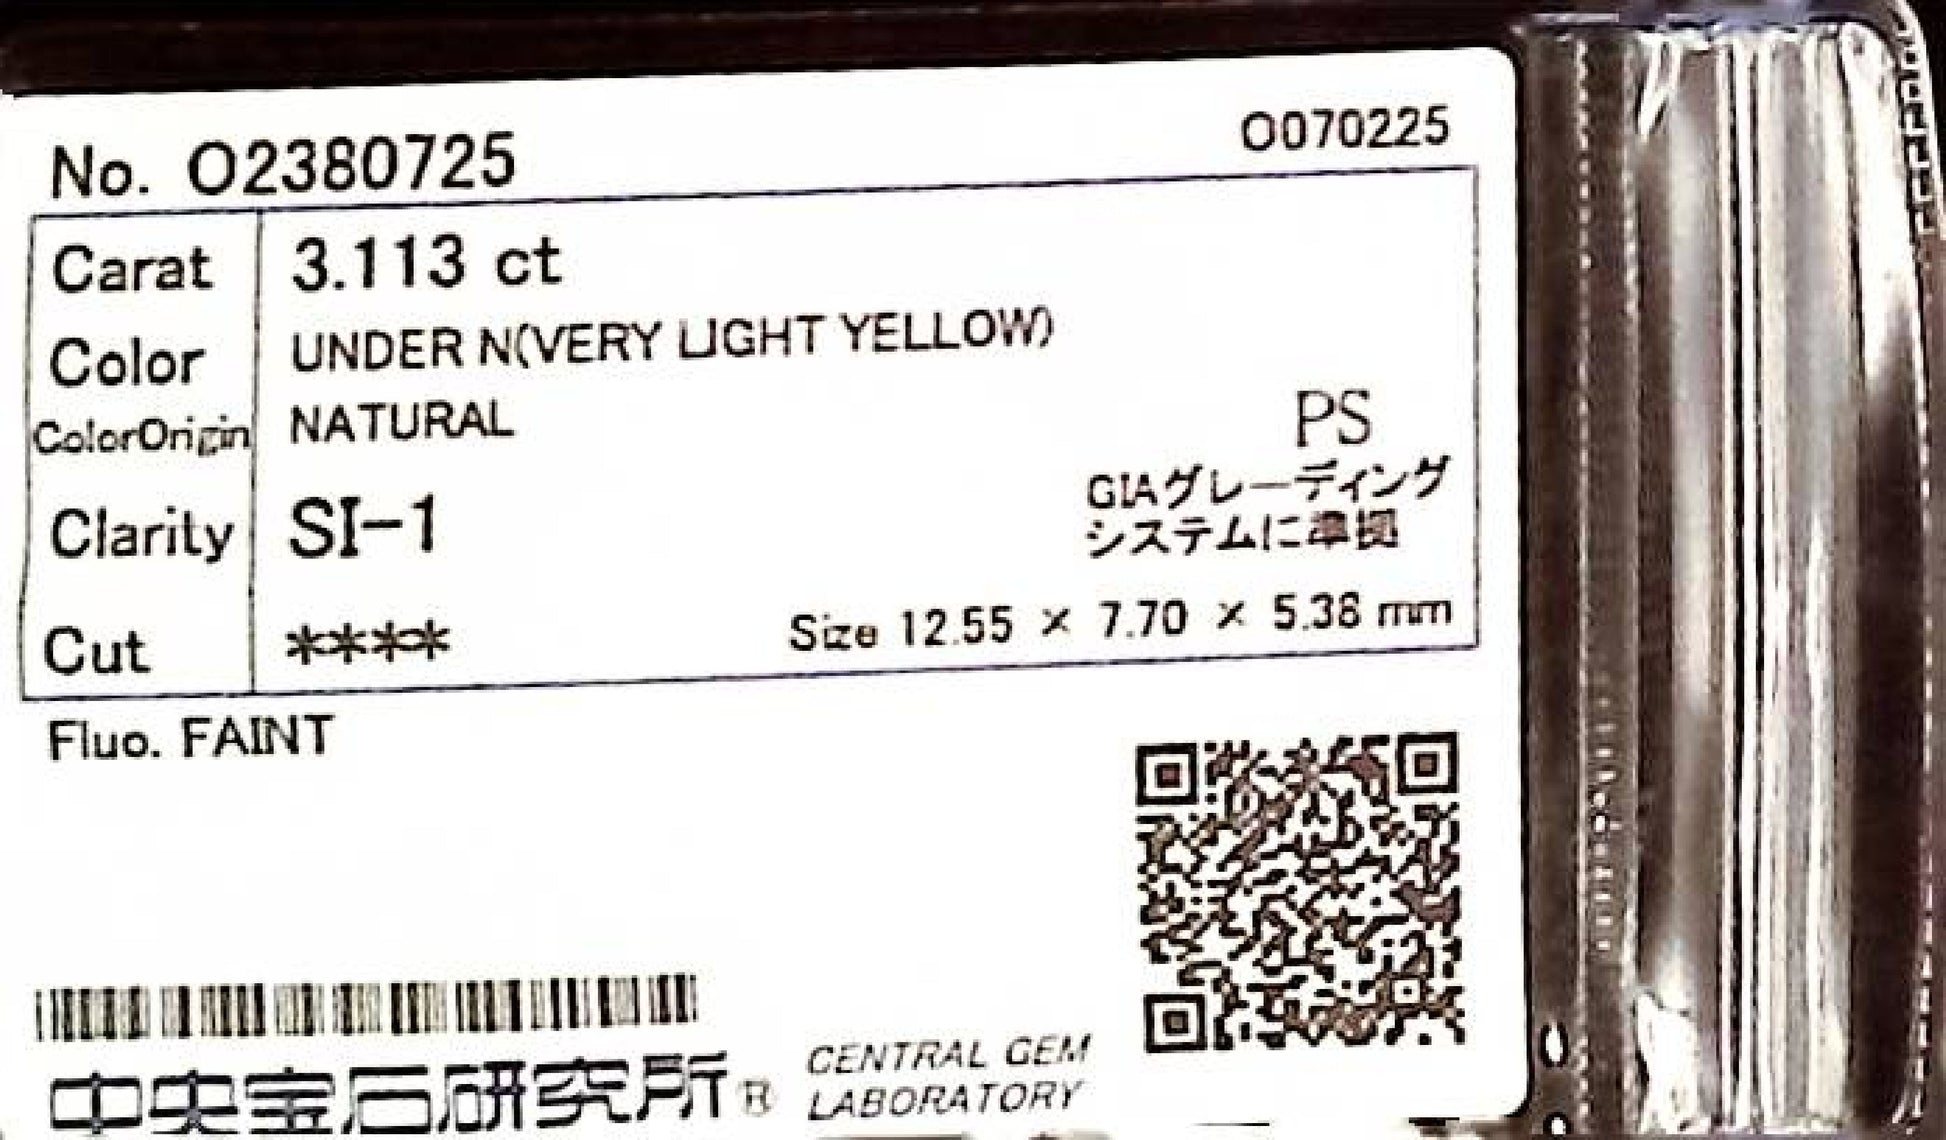 No. O2380725
O070225
Carat 3.113 ct
Color UNDER N(VERY LIGHT YELLOW)
ColorOrigin NATURAL
PS
GIAグレーディング
システムに準拠
Clarity SI-1
Cut ****
Size 12.55 × 7.70 × 5.38 mm
Fluo. FAINT
中央宝石研究所®
CENTRAL GEM
LABORATORY